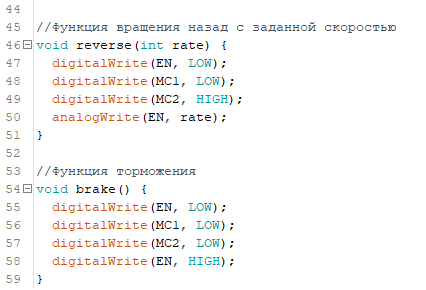 44
45 //Функция вращения назад с заданной скоростью
46 void reverse(int rate) {
47 digitalWrite(EN, LOW);
48 digitalWrite(MC1, LOW);
49 digitalWrite(MC2, HIGH);
50 analogWrite(EN, rate);
51 }
52
53 //Функция торможения
54 void brake() {
55 digitalWrite(EN, LOW);
56 digitalWrite(MC1, LOW);
57 digitalWrite(MC2, LOW);
58 digitalWrite(EN, HIGH);
59 }